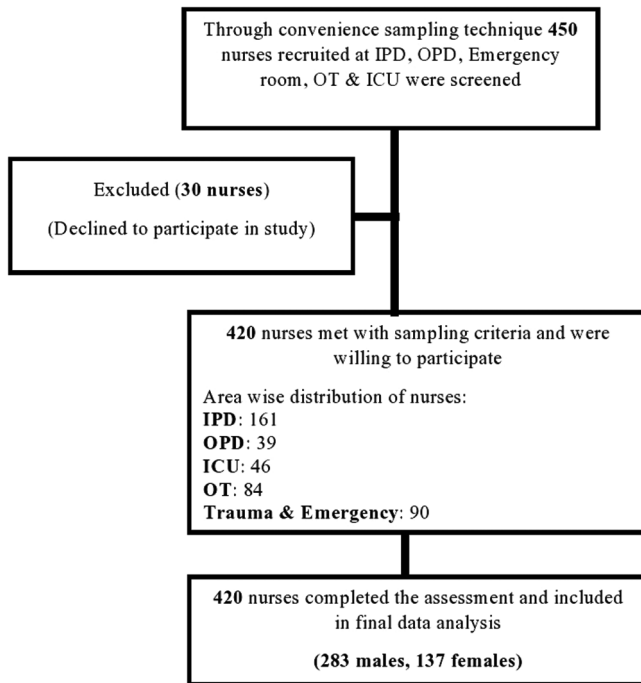 Through convenience sampling technique 450
nurses recruited at IPD, OPD, Emergency
room, OT & ICU were screened
Excluded (30 nurses)
(Declined to participate in study)
420 nurses met with sampling criteria and were
willing to participate
Area wise distribution of nurses:
IPD: 161
OPD: 39
ICU: 46
OT: 84
Trauma & Emergency: 90
420 nurses completed the assessment and included
in final data analysis
(283 males, 137 females)